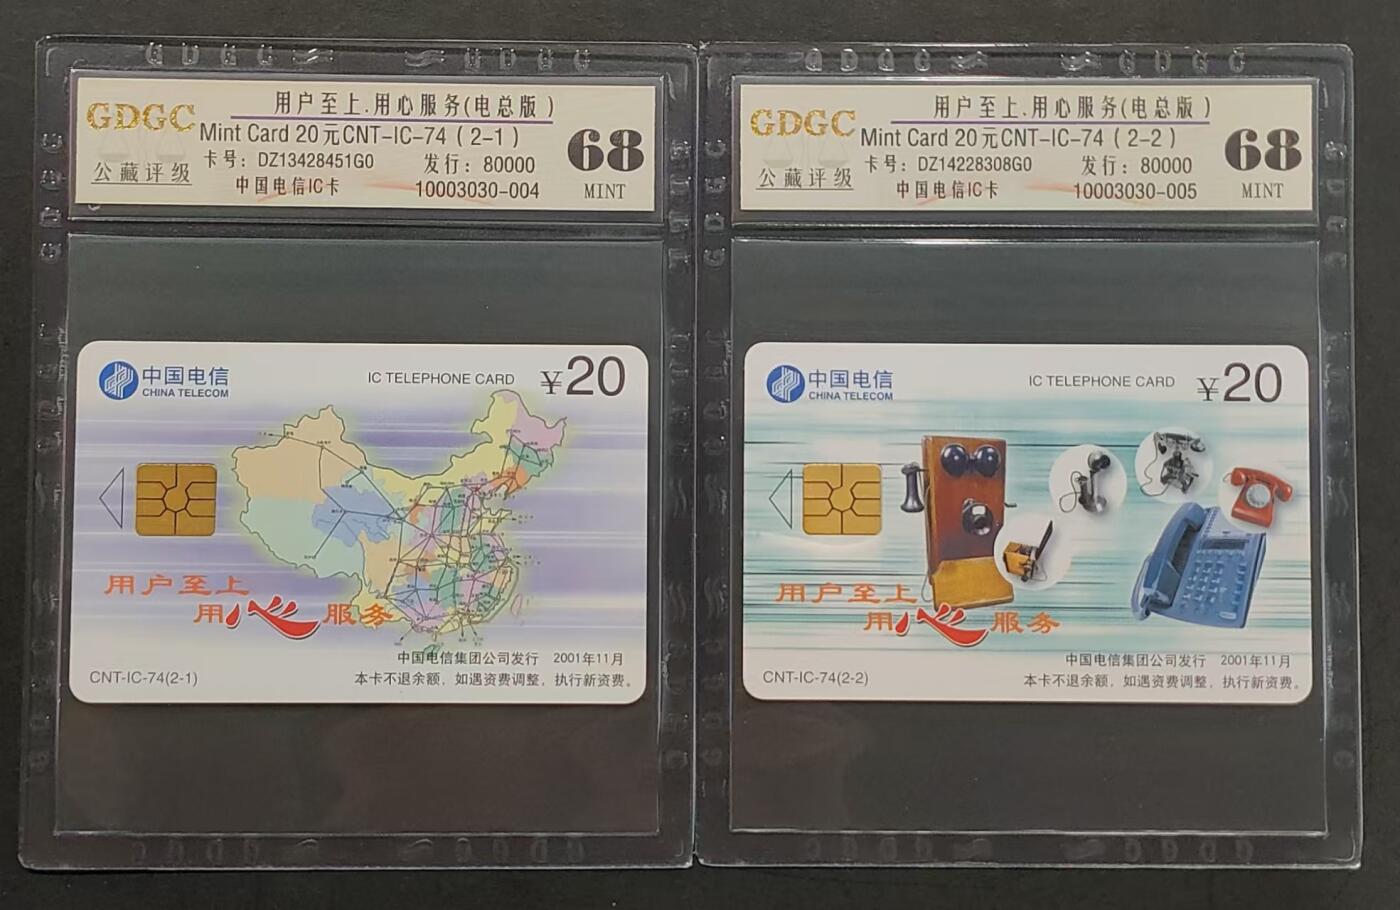 GDGC
公藏评级
用户至上.用心服务(电总版)
Mint Card 20元CNT-IC-74 (2-1)
卡号: DZ13428451G0 发行: 80000
中国电信IC卡 10003030-004
68
MINT
中国电信
CHINA TELECOM
IC TELEPHONE CARD
¥20
用户至上
用心服务
中国电信集团公司发行 2001年11月
CNT-IC-74(2-1)
本卡不退余额，如遇资费调整，执行新资费。
GDGC
公藏评级
用户至上.用心服务(电总版)
Mint Card 20元CNT-IC-74 (2-2)
卡号: DZ14228308G0 发行: 80000
中国电信IC卡 10003030-005
68
MINT
中国电信
CHINA TELECOM
IC TELEPHONE CARD
¥20
用户至上
用心服务
中国电信集团公司发行 2001年11月
CNT-IC-74(2-2)
本卡不退余额，如遇资费调整，执行新资费。